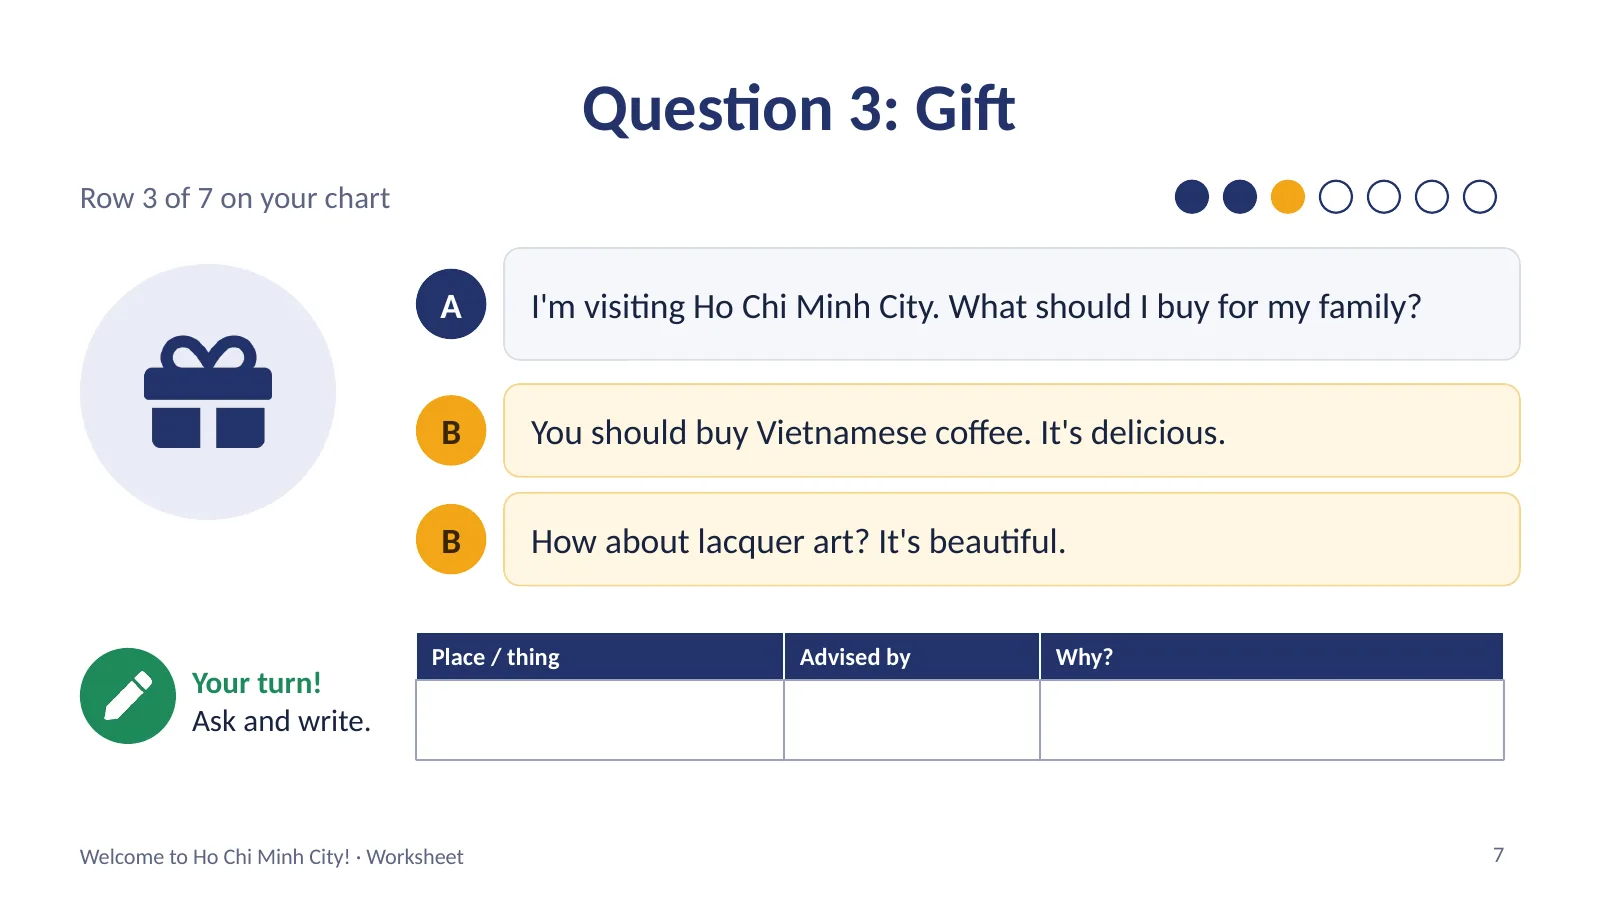 Question 3: Gift
Row 3 of 7 on your chart
A
I'm visiting Ho Chi Minh City. What should I buy for my family?
B
You should buy Vietnamese coffee. It's delicious.
B
How about lacquer art? It's beautiful.
Your turn!
Ask and write.
Place / thing
Advised by
Why?
Welcome to Ho Chi Minh City! · Worksheet
7